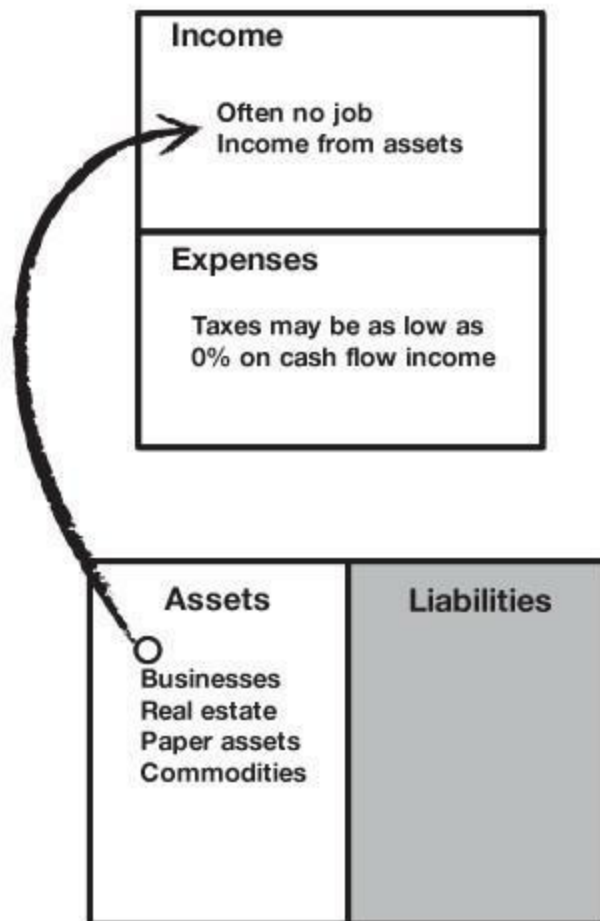 Income
Often no job
Income from assets
Expenses
Taxes may be as low as
0% on cash flow income
Assets
Businesses
Real estate
Paper assets
Commodities
Liabilities